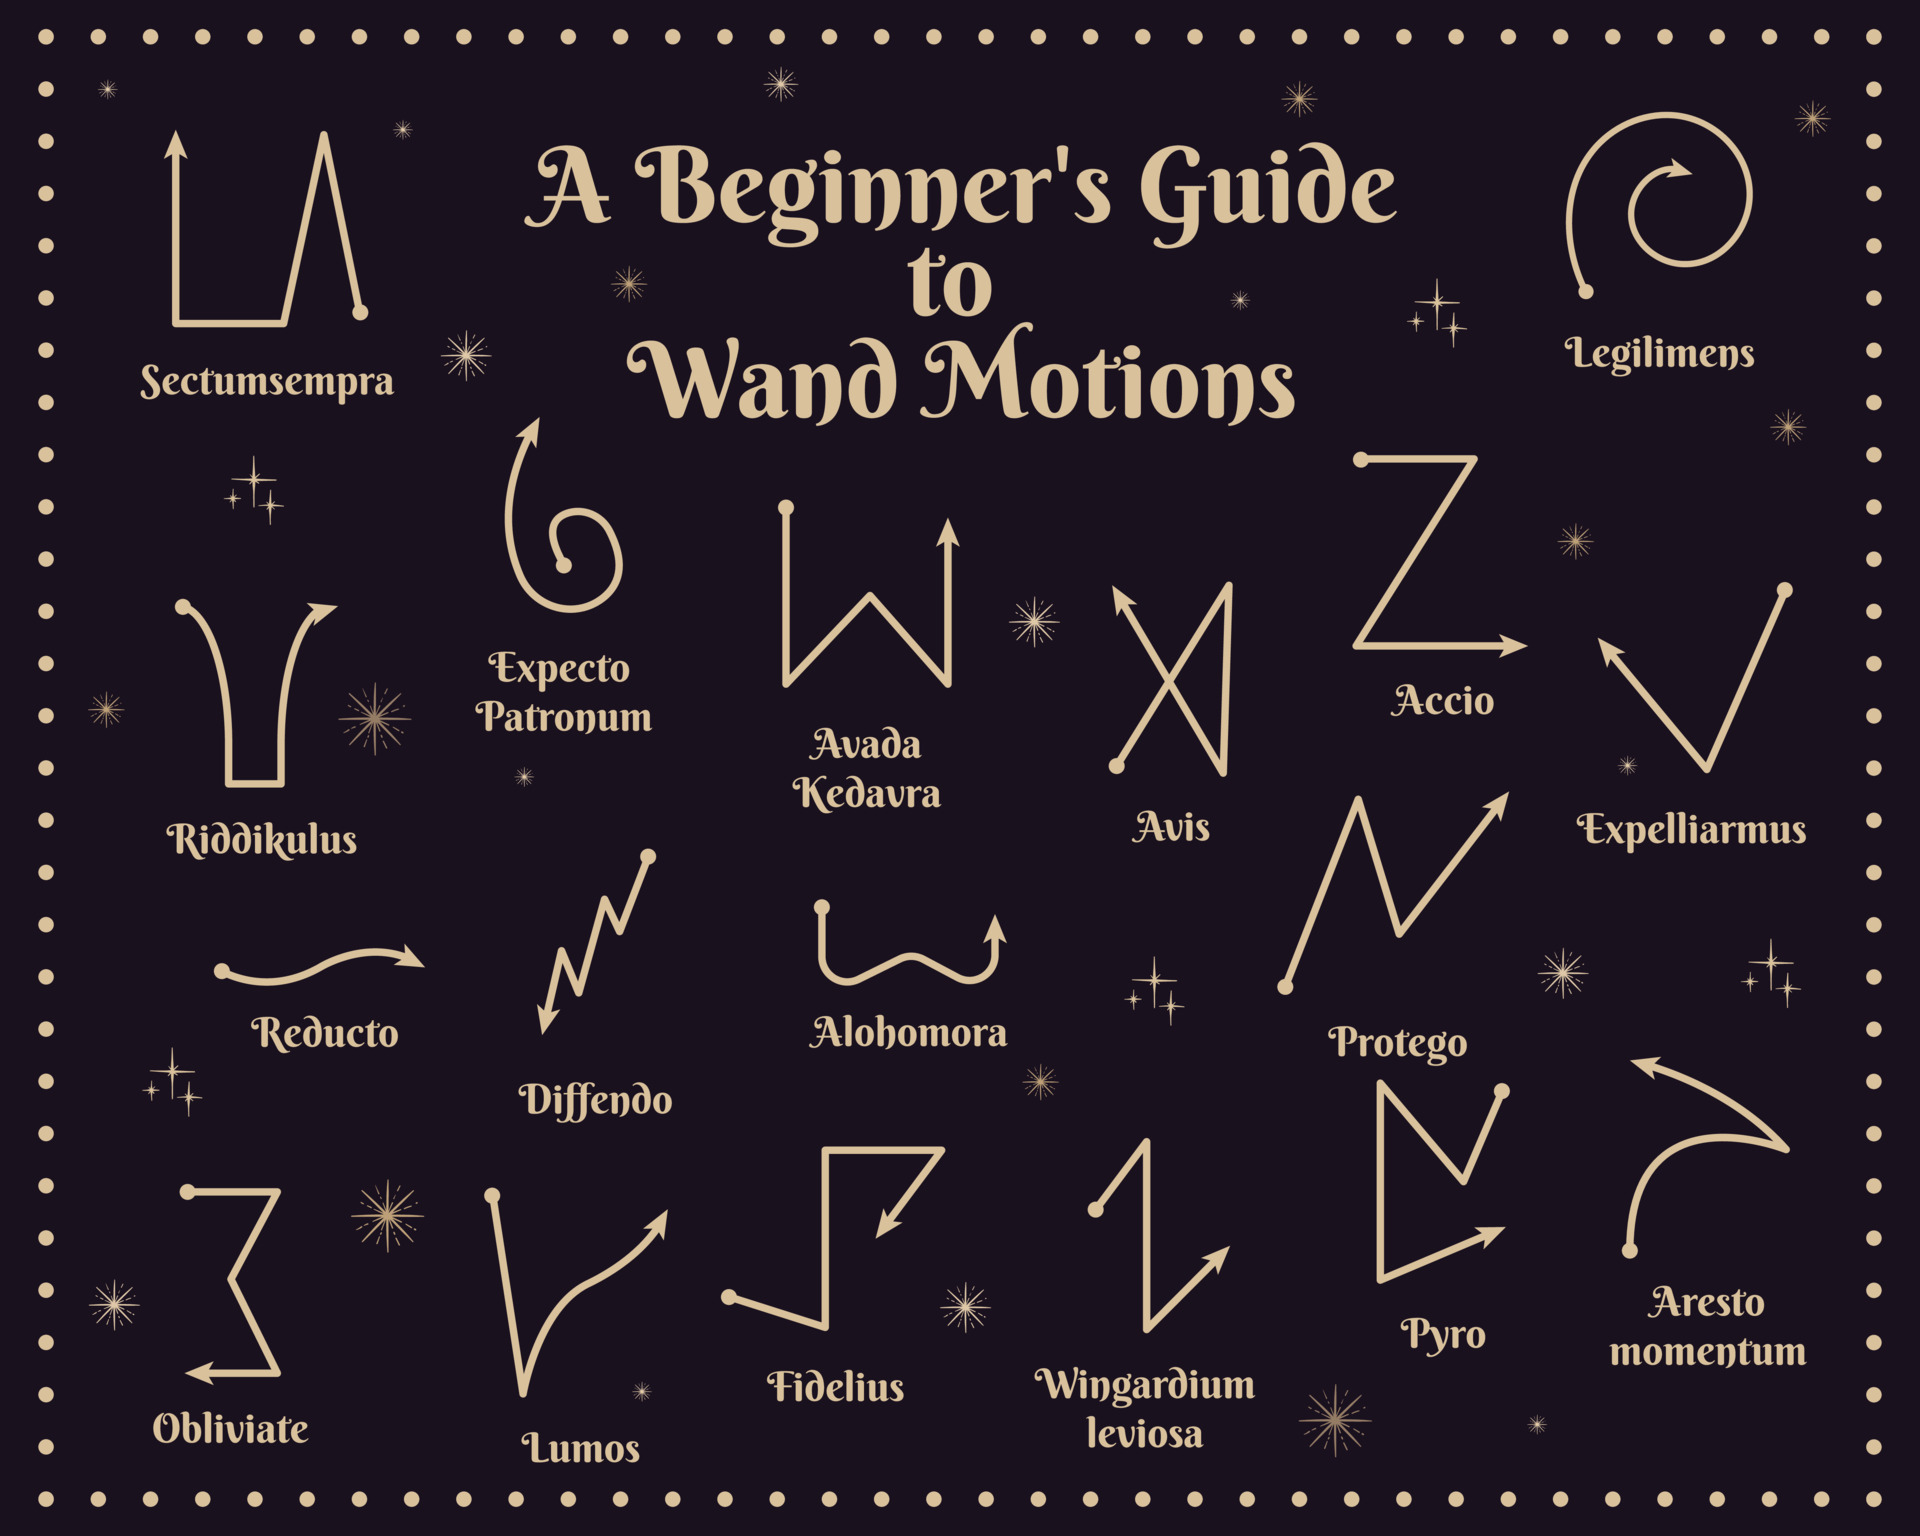 A Beginner's Guide
to
Wand Motions
Sectumsempra
Legilimens
Expecto
Patronum
Avada
Kedavra
Accio
Avis
Expelliarmus
Riddikulus
Reducto
Diffendo
Alohomora
Protego
Obliviate
Lumos
Fidelius
Wingardium
leviosa
Pyro
Aresto
momentum